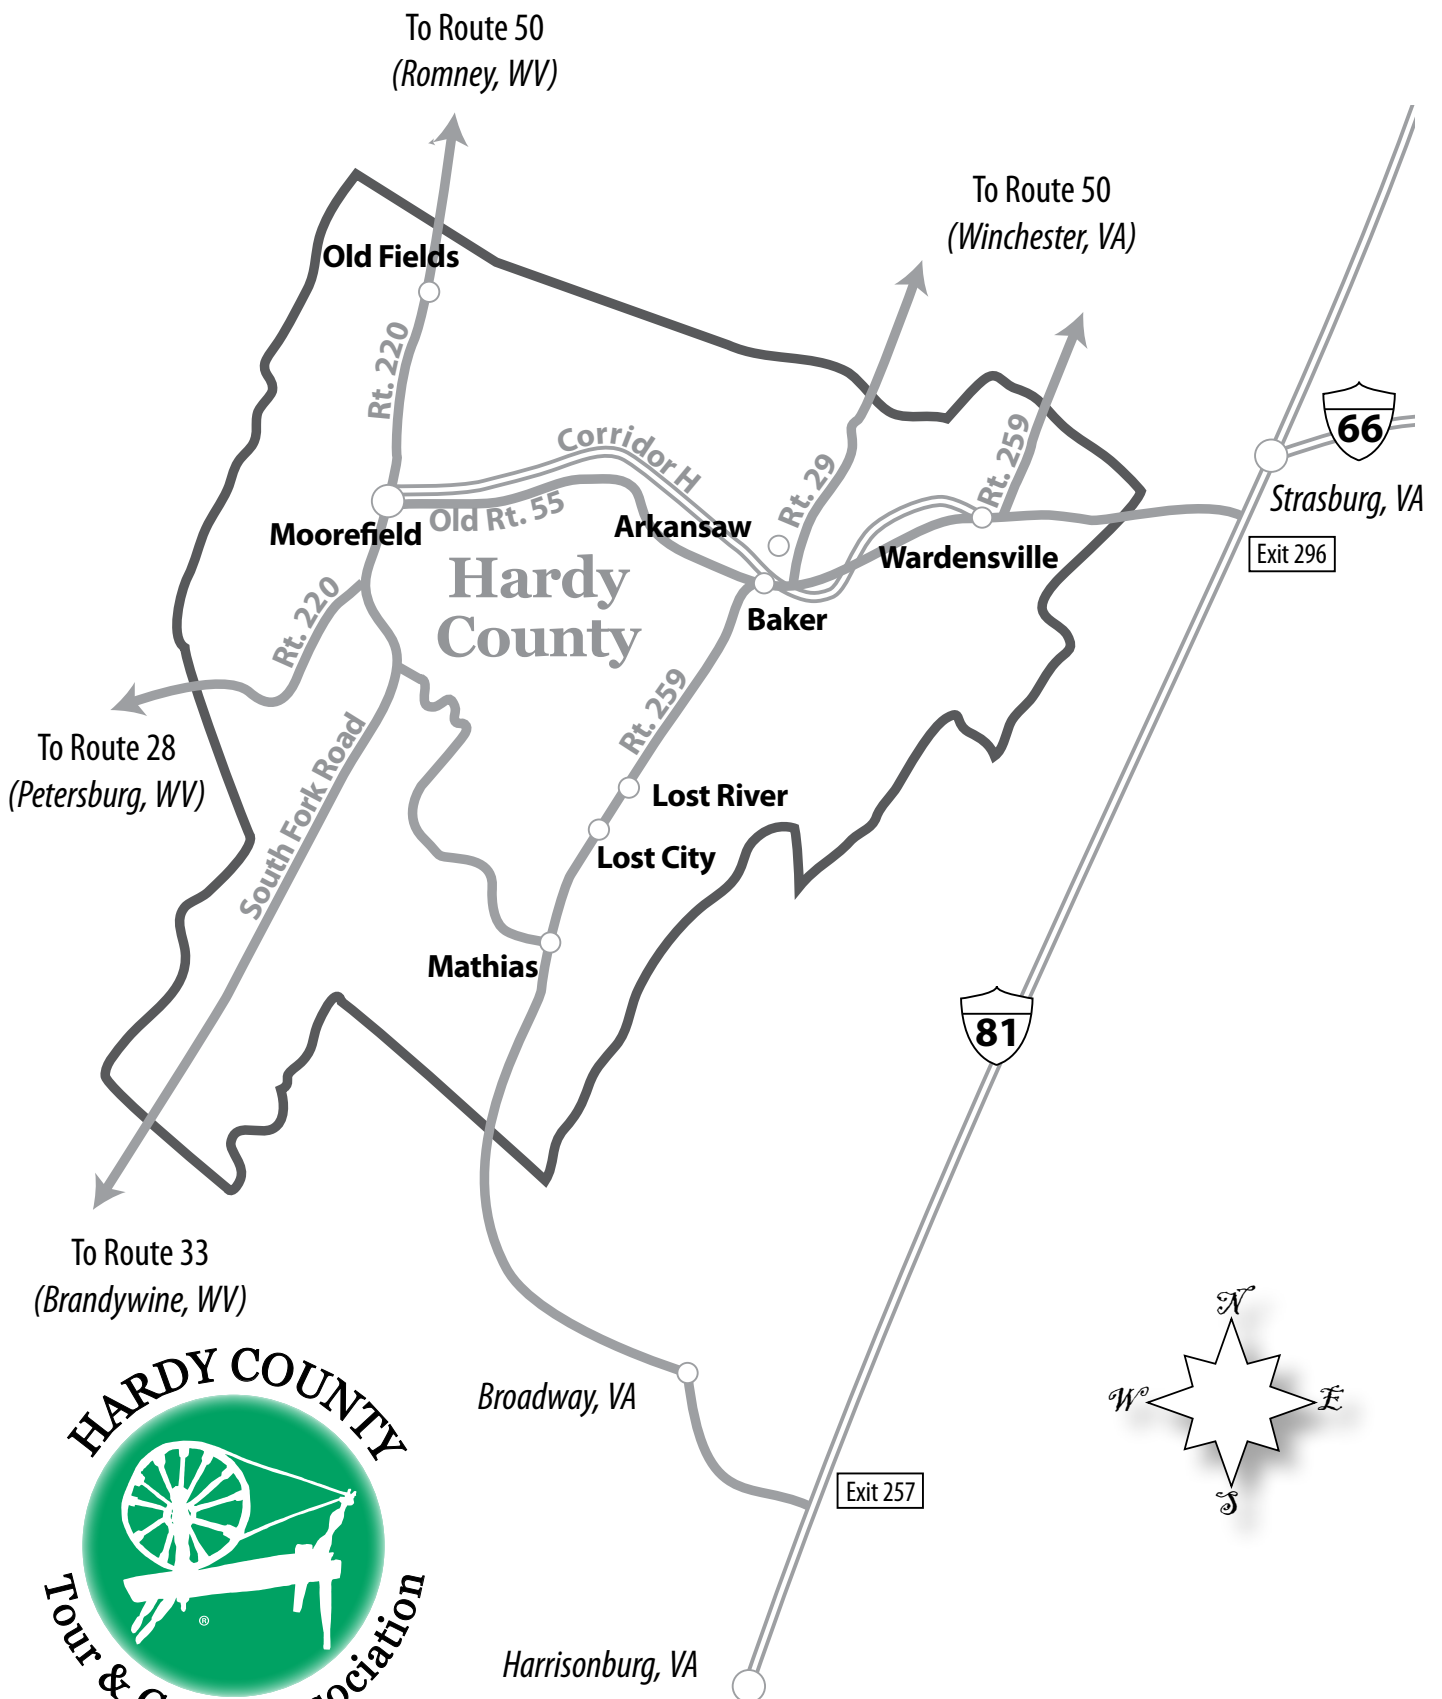 To Route 50
(Romney, WV)
To Route 50
(Winchester, VA)
Old Fields
Rt. 220
66
Corridor H
Rt. 29
Rt. 259
Strasburg, VA
Old Rt. 55
Arkansaw
Moorefield
Wardensville
Exit 296
Hardy
County
Baker
Rt. 220
Rt. 259
To Route 28
(Petersburg, WV)
South Fork Road
Lost River
Lost City
Mathias
81
To Route 33
(Brandywine, WV)
N
W
E
S
Broadway, VA
Exit 257
HARDY COUNTY
®
Tour &
Harrisonburg, VA